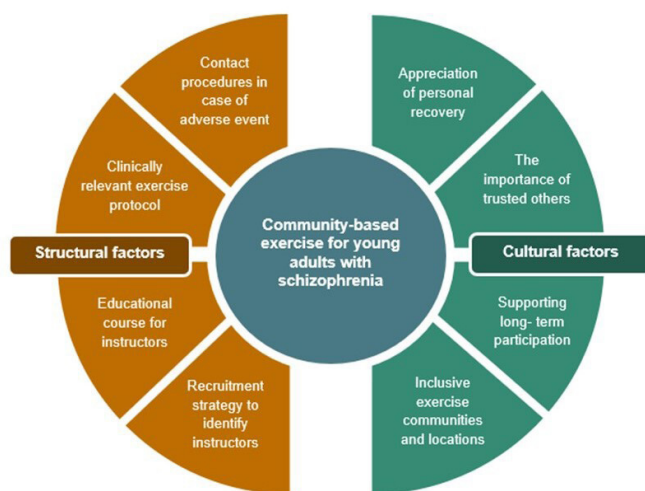 Contact
procedures in
case of
adverse event
Clinically
relevant exercise
protocol
Structural factors
Educational
course for
instructors
Recruitment
strategy to
identify
instructors
Community-based
exercise for young
adults with
schizophrenia
Appreciation
of personal
recovery
The
importance of
trusted others
Cultural factors
Supporting
long- term
participation
Inclusive
exercise
communities
and locations